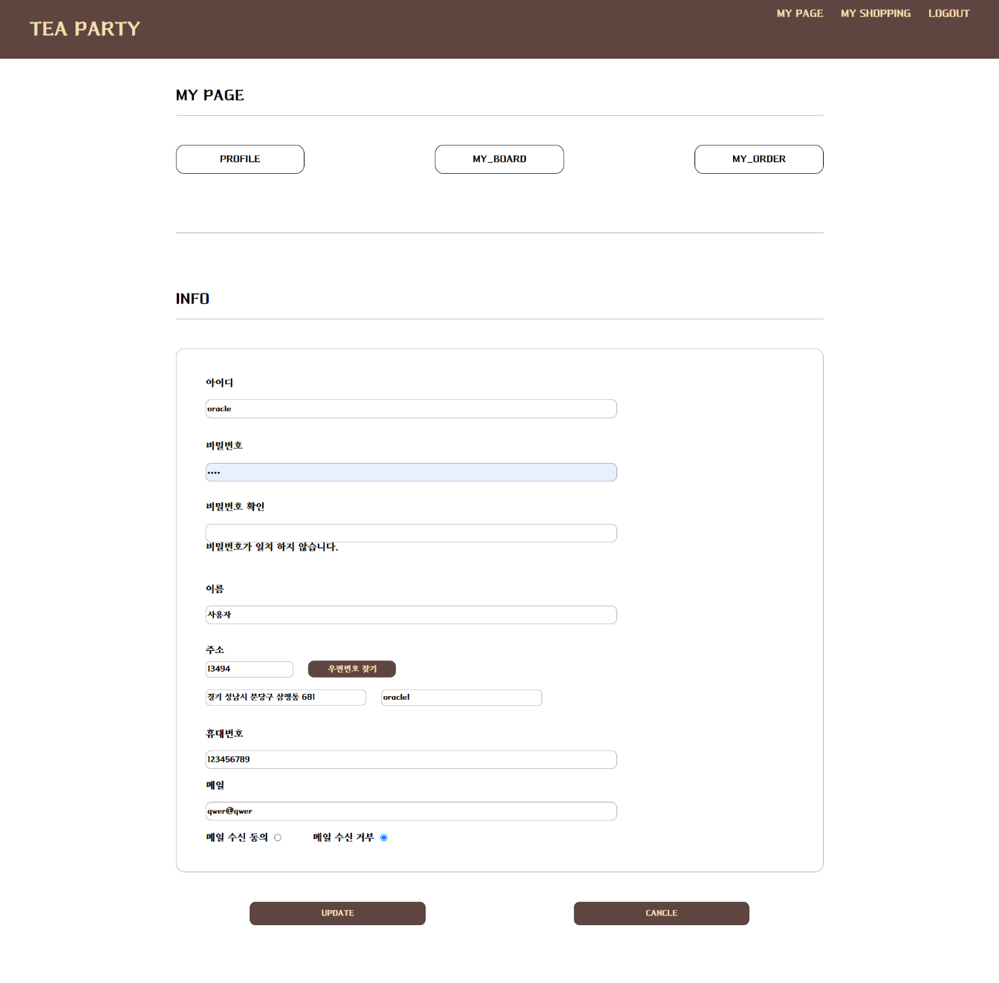 TEA PARTY
MY PAGE MY SHOPPING LOGOUT
MY PAGE
PROFILE MY_BOARD MY_ORDER
INFO
아이디
oracle
비밀번호
••••
비밀번호 확인
비밀번호가 일치 하지 않습니다.
이름
사용자
주소
13494 우편번호 찾기
경기 성남시 분당구 삼평동 681 oracle1
휴대번호
123456789
메일
qwer@qwer
메일 수신 동의 메일 수신 거부
UPDATE CANCLE